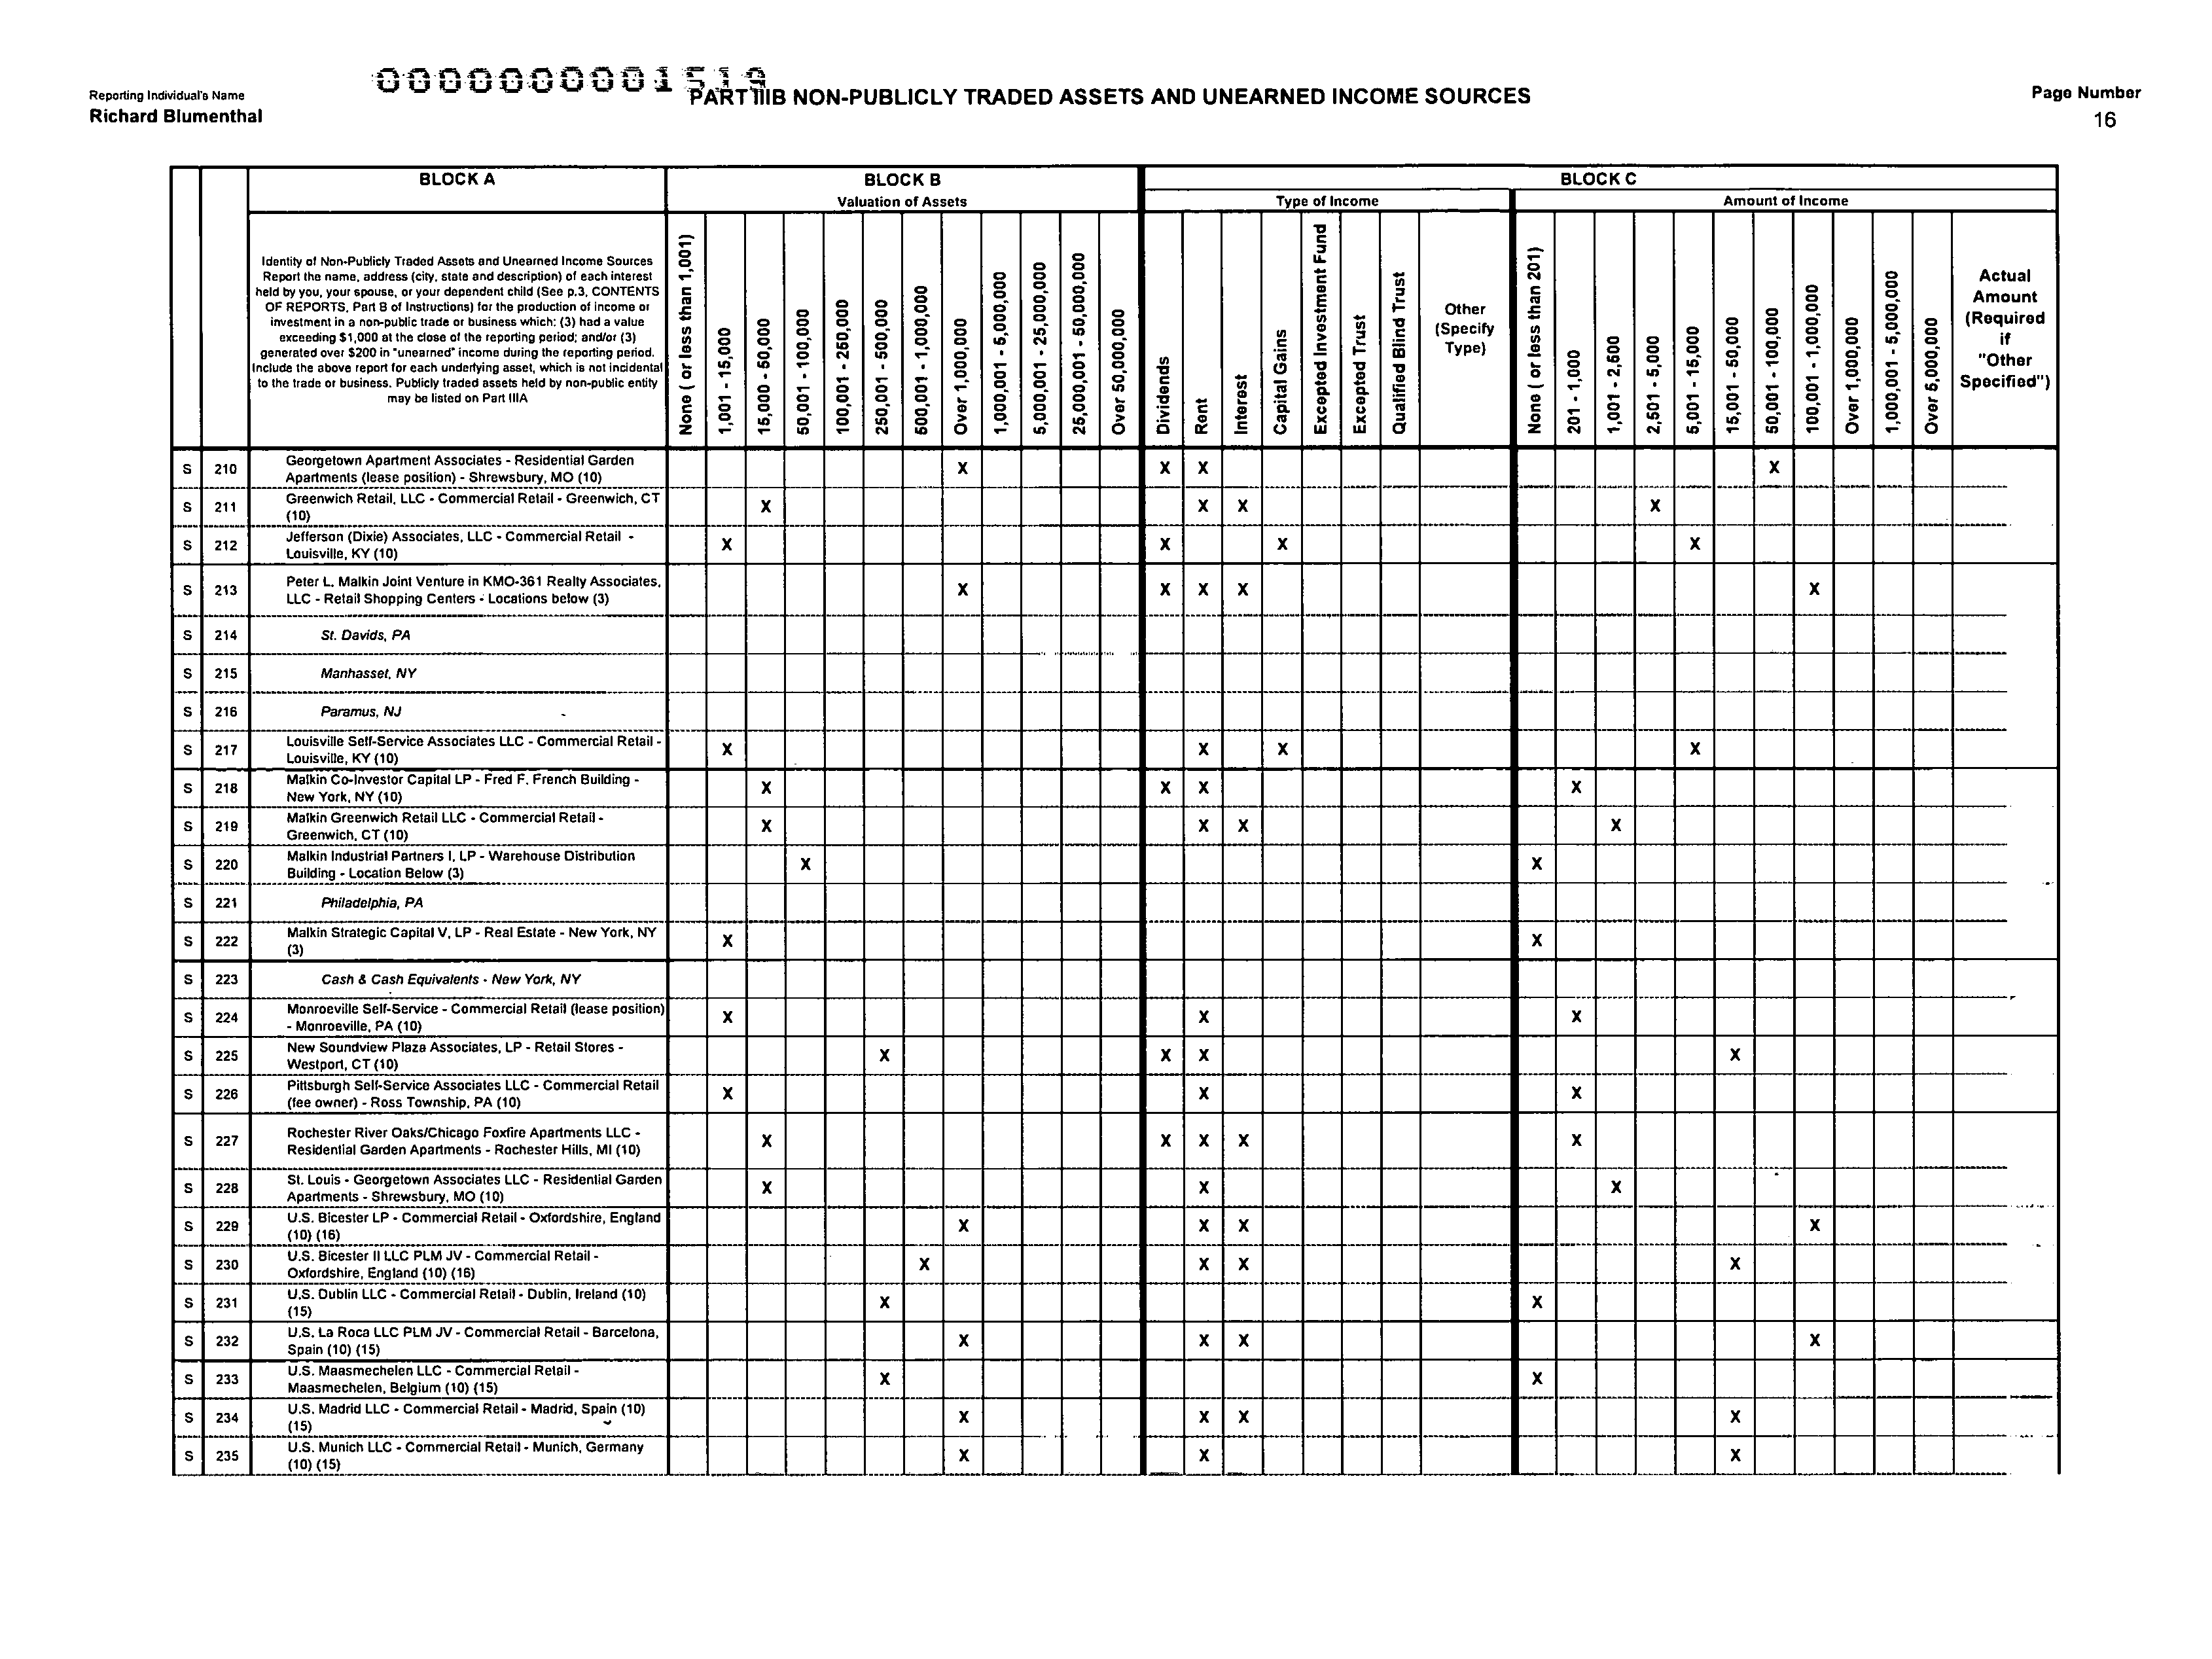 0000000001519
Reporting Individual's Name
Richard Blumenthal
PART IIIB NON-PUBLICLY TRADED ASSETS AND UNEARNED INCOME SOURCES
Page Number
16
BLOCK A
BLOCK B
BLOCK C
Valuation of Assets
Type of Income
Amount of Income
Identity of Non-Publicly Traded Assets and Unearned Income Sources
Report the name, address (city, state and description) of each interest
held by you, your spouse, or your dependent child (See p.3, CONTENTS
OF REPORTS, Part B of Instructions) for the production of income or
investment in a non-public trade or business which: (3) had a value
exceeding $1,000 at the close of the reporting period; and/or (3)
generated over $200 in "unearned" income during the reporting period.
Include the above report for each underlying asset, which is not incidental
to the trade or business. Publicly traded assets held by non-public entity
may be listed on Part IIIA
None ( or less than 1,001)
1,001 - 15,000
15,000 - 50,000
50,001 - 100,000
100,001 - 250,000
250,001 - 500,000
500,001 - 1,000,000
Over 1,000,000
1,000,001 - 5,000,000
5,000,001 - 25,000,000
25,000,001 - 50,000,000
Over 50,000,000
Dividends
Rent
Interest
Capital Gains
Excepted Investment Fund
Excepted Trust
Qualified Blind Trust
Other
(Specify
Type)
None ( or less than 201)
201 - 1,000
1,001 - 2,500
2,501 - 5,000
5,001 - 15,000
15,001 - 50,000
50,001 - 100,000
100,001 - 1,000,000
Over 1,000,000
1,000,001 - 5,000,000
Over 5,000,000
Actual
Amount
(Required
if
"Other
Specified")
S 210 Georgetown Apartment Associates - Residential Garden
Apartments (lease position) - Shrewsbury, MO (10) X X X X
S 211 Greenwich Retail, LLC - Commercial Retail - Greenwich, CT
(10) X X X X
S 212 Jefferson (Dixie) Associates, LLC - Commercial Retail -
Louisville, KY (10) X X X X
S 213 Peter L. Malkin Joint Venture in KMO-361 Realty Associates,
LLC - Retail Shopping Centers - Locations below (3) X X X X X
S 214 St. Davids, PA
S 215 Manhasset, NY
S 216 Paramus, NJ
S 217 Louisville Self-Service Associates LLC - Commercial Retail -
Louisville, KY (10) X X X X
S 218 Malkin Co-Investor Capital LP - Fred F. French Building -
New York, NY (10) X X X X
S 219 Malkin Greenwich Retail LLC - Commercial Retail -
Greenwich, CT (10) X X X X
S 220 Malkin Industrial Partners I, LP - Warehouse Distribution
Building - Location Below (3) X X
S 221 Philadelphia, PA
S 222 Malkin Strategic Capital V, LP - Real Estate - New York, NY
(3) X X
S 223 Cash & Cash Equivalents - New York, NY
S 224 Monroeville Self-Service - Commercial Retail (lease position)
- Monroeville, PA (10) X X X
S 225 New Soundview Plaza Associates, LP - Retail Stores -
Westport, CT (10) X X X X
S 226 Pittsburgh Self-Service Associates LLC - Commercial Retail
(fee owner) - Ross Township, PA (10) X X X
S 227 Rochester River Oaks/Chicago Foxfire Apartments LLC -
Residential Garden Apartments - Rochester Hills, MI (10) X X X X X
S 228 St. Louis - Georgetown Associates LLC - Residential Garden
Apartments - Shrewsbury, MO (10) X X X
S 229 U.S. Bicester LP - Commercial Retail - Oxfordshire, England
(10) (16) X X X X
S 230 U.S. Bicester II LLC PLM JV - Commercial Retail -
Oxfordshire, England (10) (16) X X X X
S 231 U.S. Dublin LLC - Commercial Retail - Dublin, Ireland (10)
(15) X X
S 232 U.S. La Roca LLC PLM JV - Commercial Retail - Barcelona,
Spain (10) (15) X X X X
S 233 U.S. Maasmechelen LLC - Commercial Retail -
Maasmechelen, Belgium (10) (15) X X
S 234 U.S. Madrid LLC - Commercial Retail - Madrid, Spain (10)
(15) X X X X
S 235 U.S. Munich LLC - Commercial Retail - Munich, Germany
(10) (15) X X X